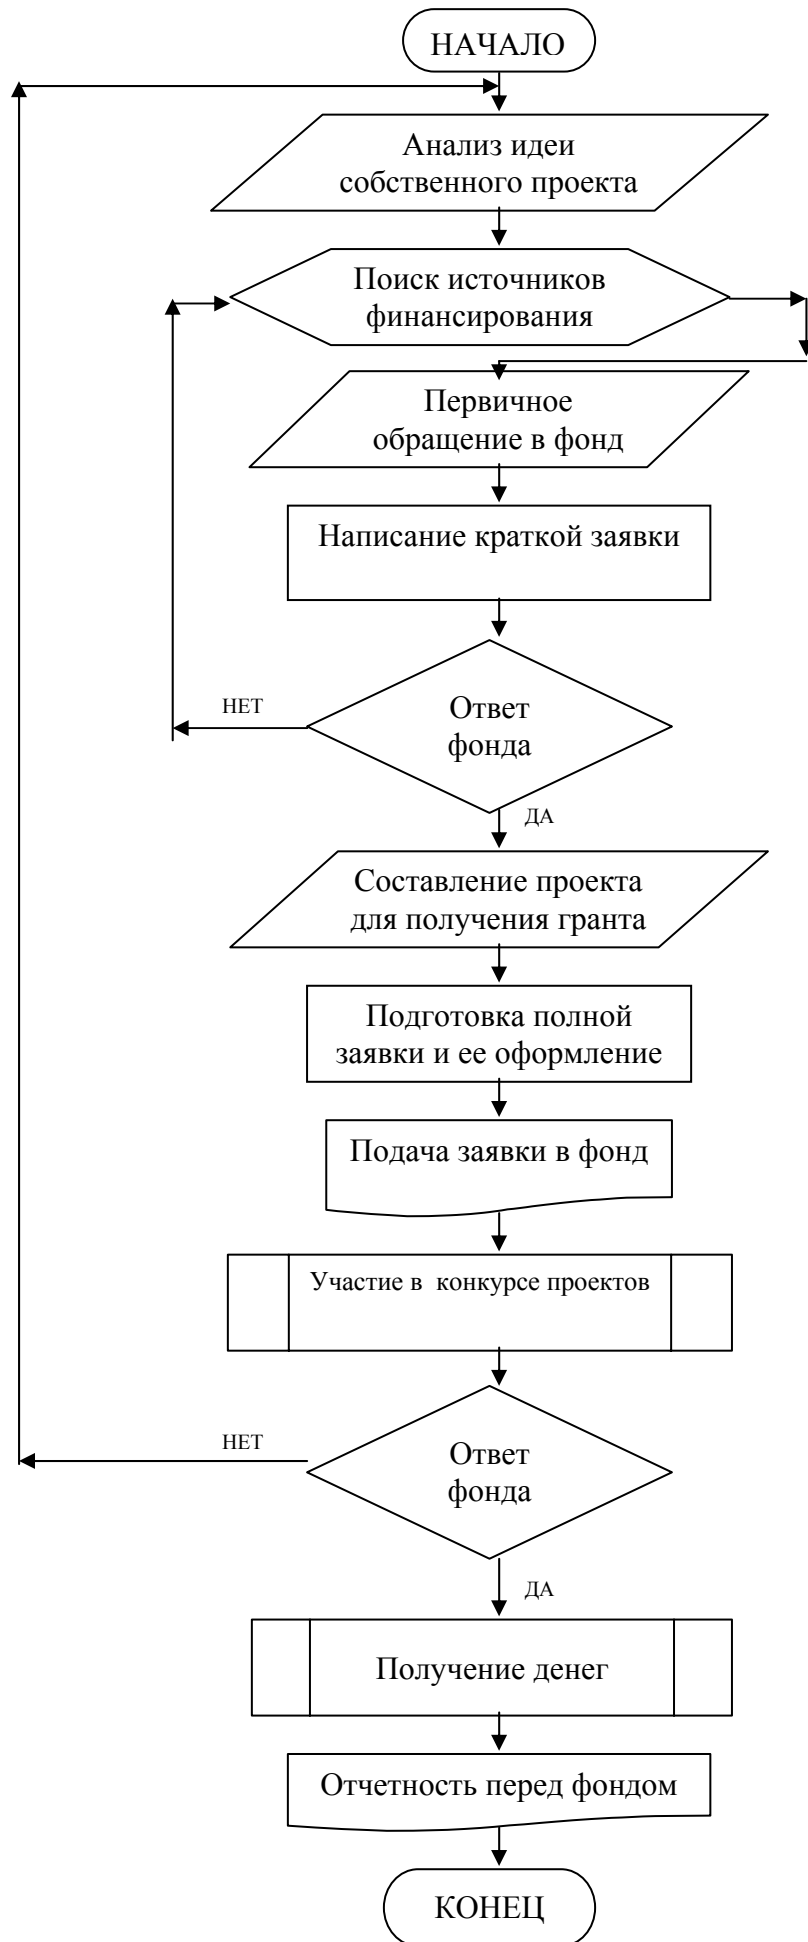 НАЧАЛО
Анализ идеи
собственного проекта
Поиск источников
финансирования
Первичное
обращение в фонд
Написание краткой заявки
НЕТ
Ответ
фонда
ДА
Составление проекта
для получения гранта
Подготовка полной
заявки и ее оформление
Подача заявки в фонд
Участие в конкурсе проектов
НЕТ
Ответ
фонда
ДА
Получение денег
Отчетность перед фондом
КОНЕЦ